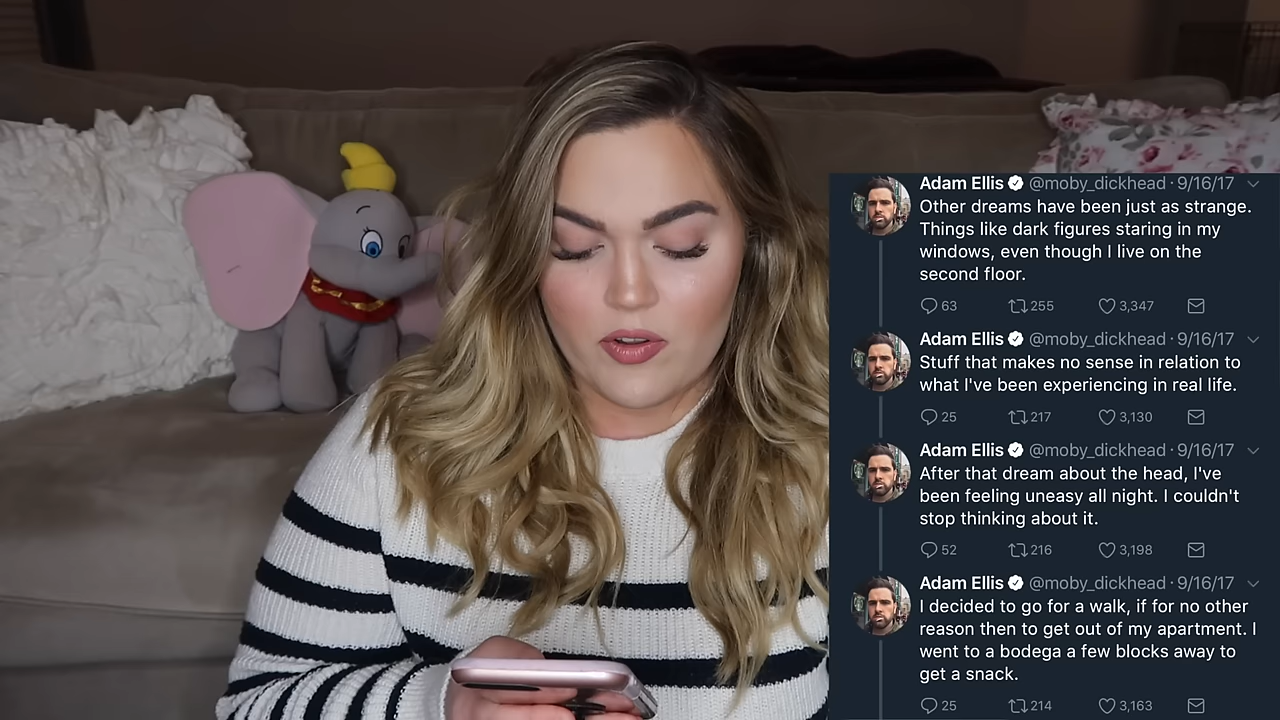 Adam Ellis @moby_dickhead · 9/16/17
Other dreams have been just as strange.
Things like dark figures staring in my
windows, even though I live on the
second floor.
63 255 3,347
Adam Ellis @moby_dickhead · 9/16/17
Stuff that makes no sense in relation to
what I've been experiencing in real life.
25 217 3,130
Adam Ellis @moby_dickhead · 9/16/17
After that dream about the head, I've
been feeling uneasy all night. I couldn't
stop thinking about it.
52 216 3,198
Adam Ellis @moby_dickhead · 9/16/17
I decided to go for a walk, if for no other
reason then to get out of my apartment. I
went to a bodega a few blocks away to
get a snack.
25 214 3,163